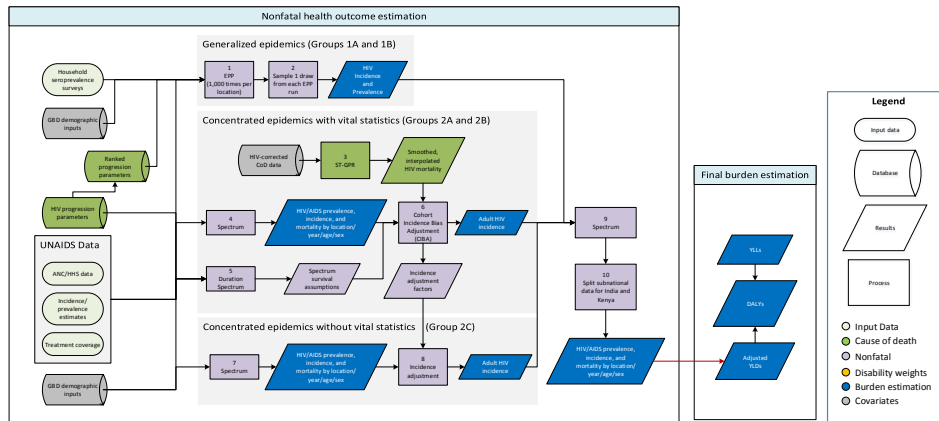 Nonfatal health outcome estimation
Generalized epidemics (Groups 1A and 1B)
Household
seroprevalence
surveys
1
EPP
(1,000 times per
location)
2
Sample 1 draw
from each EPP
run
HIV
Incidence
and
Prevalence
GBD demographic
inputs
Ranked
progression
parameters
HIV progression
parameters
Concentrated epidemics with vital statistics (Groups 2A and 2B)
HIV-corrected
CoD data
3
ST-GPR
Smoothed,
interpolated
HIV mortality
4
Spectrum
HIV/AIDS prevalence,
incidence, and
mortality by location/
year/age/sex
6
Cohort
Incidence Bias
Adjustment
(CIBA)
Adult HIV
incidence
5
Duration
Spectrum
Spectrum
survival
assumptions
Incidence
adjustment
factors
UNAIDS Data
ANC/HHS data
Incidence/
prevalence
estimates
Treatment coverage
GBD demographic
inputs
Concentrated epidemics without vital statistics (Group 2C)
7
Spectrum
HIV/AIDS prevalence,
incidence, and
mortality by location/
year/age/sex
8
Incidence
adjustment
Adult HIV
incidence
9
Spectrum
10
Split subnational
data for India and
Kenya
HIV/AIDS prevalence,
incidence, and
mortality by location/
year/age/sex
Final burden estimation
YLLs
DALYs
Adjusted
YLDs
Legend
Input data
Database
Results
Process
Input Data
Cause of death
Nonfatal
Disability weights
Burden estimation
Covariates